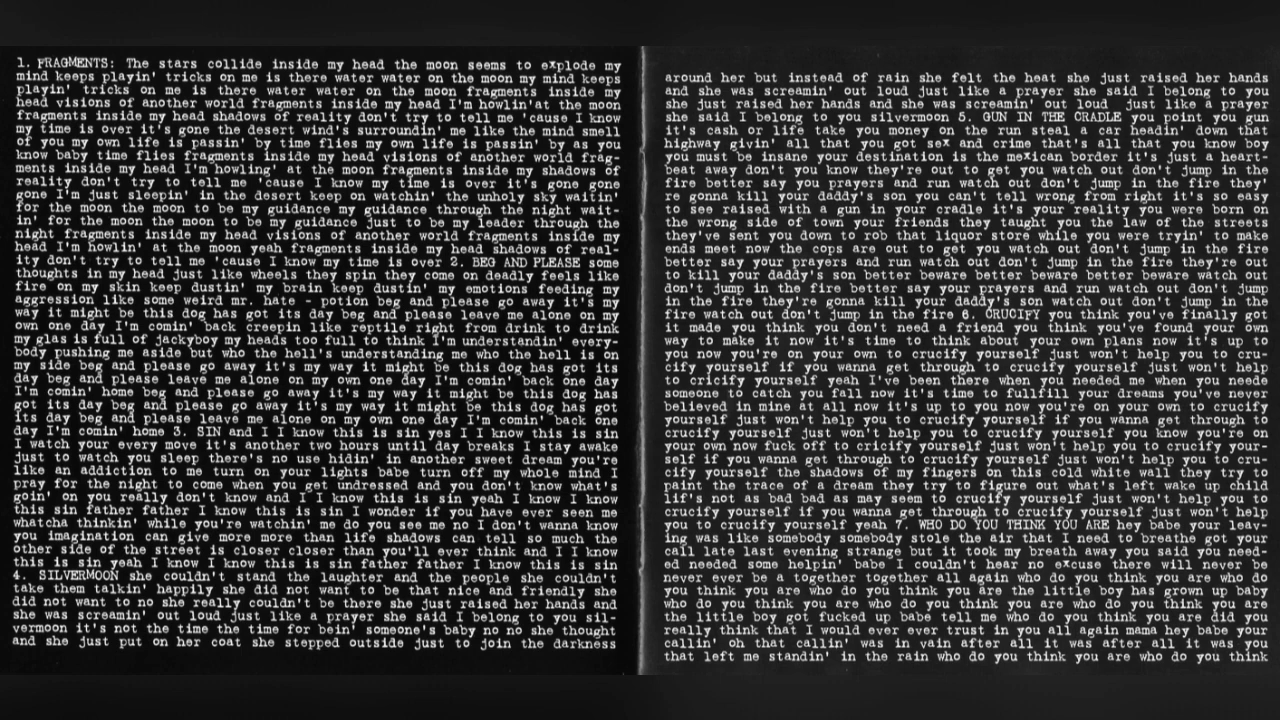 1. FRAGMENTS: The stars collide inside my head the moon seems to explode my
mind keeps playin' tricks on me is there water water on the moon my mind keeps
playin' tricks on me is there water water on the moon fragments inside my
head visions of another world fragments inside my head I'm howlin'at the moon
fragments inside my head shadows of reality don't try to tell me 'cause I know
my time is over it's gone the desert wind's surroundin' me like the mind smell
of you my own life is passin' by time flies my own life is passin' by as you
know baby time flies fragments inside my head visions of another world frag-
ments inside my head I'm howling' at the moon fragments inside my shadows of
reality don't try to tell me 'cause I know my time is over it's gone gone
gone I'm just sleepin' in the desert keep on watchin' the unholy sky waitin'
for the moon the moon to be my guidance my guidance through the night wait-
in' for the moon the moon to be my guidance just to be my leader through the
night fragments inside my head visions of another world fragments inside my
head I'm howlin' at the moon yeah fragments inside my head shadows of real-
ity don't try to tell me 'cause I know my time is over 2. BEG AND PLEASE some
thoughts in my head just like wheels they spin they come on deadly feels like
fire on my skin keep dustin' my brain keep dustin' my emotions feeding my
aggression like some weird mr. hate - potion beg and please go away it's my
way it might be this dog has got its day beg and please leave me alone on my
own one day I'm comin' back creepin like reptile right from drink to drink
my glas is full of jackyboy my heads too full to think I'm understandin' every-
body pushing me aside but who the hell's understanding me who the hell is on
my side beg and please go away it's my way it might be this dog has got its
day beg and please leave me alone on my own one day I'm comin' back one day
I'm comin' home beg and please go away it's my way it might be this dog has
got its day beg and please go away it's my way it might be this dog has got
its day beg and please leave me alone on my own one day I'm comin' back one
day I'm comin' home 3. SIN and I I know this is sin yes I I know this is sin
I watch your every move it's another two hours until day breaks I stay awake
just to watch you sleep there's no use hidin' in another sweet dream you're
like an addiction to me turn on your lights babe turn off my whole mind I
pray for the night to come when you get undressed and you don't know what's
goin' on you really don't know and I I know this is sin yeah I know I know
this sin father father I know this is sin I wonder if you have ever seen me
whatcha thinkin' while you're watchin' me do you see me no I don't wanna know
you imagination can give more more than life shadows can tell so much the
other side of the street is closer closer than you'll ever think and I I know
this is sin yeah I know I know this is sin father father I know this is sin
4. SILVERMOON she couldn't stand the laughter and the people she couldn't
take them talkin' happily she did not want to be that nice and friendly she
did not want to no she really couldn't be there she just raised her hands and
she was screamin' out loud just like a prayer she said I belong to you sil-
vermoon it's not the time the time for bein' someone's baby no no she thought
and she just put on her coat she stepped outside just to join the darkness
around her but instead of rain she felt the heat she just raised her hands
and she was screamin' out loud just like a prayer she said I belong to you
she just raised her hands and she was screamin' out loud just like a prayer
she said I belong to you silvermoon 5. GUN IN THE CRADLE you point you gun
it's cash or life take you money on the run steal a car headin' down that
highway givin' all that you got sex and crime that's all that you know boy
you must be insane your destination is the mexican border it's just a heart-
beat away don't you know they're out to get you watch out don't jump in the
fire better say you prayers and run watch out don't jump in the fire they'
re gonna kill your daddy's son you can't tell wrong from right it's so easy
to see raised with a gun in your cradle it's your reality you were born on
the wrong side of town your friends they taught you the law of the streets
they've sent you down to rob that liquor store while you were tryin' to make
ends meet now the cops are out to get you watch out don't jump in the fire
better say your prayers and run watch out don't jump in the fire they're out
to kill your daddy's son better beware better beware better beware watch out
don't jump in the fire better say your prayers and run watch out don't jump
in the fire they're gonna kill your daddy's son watch out don't jump in the
fire watch out don't jump in the fire 6. CRUCIFY you think you've finally got
it made you think you don't need a friend you think you've found your own
way to make it now it's time to think about your own plans now it's up to
you now you're on your own to crucify yourself just won't help you to cru-
cify yourself if you wanna get through to crucify yourself just won't help
to cricify yourself yeah I've been there when you needed me when you neede
someone to catch you fall now it's time to fullfill your dreams you've never
believed in mine at all now it's up to you now you're on your own to crucify
yourself just won't help you to crucify yourself if you wanna get through to
crucify yourself just won't help you to crucify yourself you know you're on
your own now fuck off to cricify yourself just won't help you to crucify your-
self if you wanna get through to crucify yourself just won't help you to cru-
cify yourself the shadows of my fingers on this cold white wall they try to
paint the trace of a dream they try to figure out what's left wake up child
lif's not as bad bad as may seem to crucify yourself just won't help you to
crucify yourself if you wanna get through to crucify yourself just won't help
you to crucify yourself yeah 7. WHO DO YOU THINK YOU ARE hey babe your leav-
ing was like somebody somebody stole the air that I need to breathe got your
call late last evening strange but it took my breath away you said you need-
ed needed some helpin' babe I couldn't hear no excuse there will never be
never ever be a together together all again who do you think you are who do
you think you are who do you think you are the little boy has grown up baby
who do you think you are who do you think you are who do you think you are
the little boy got fucked up babe tell me who do you think you are did you
really think that I would ever ever trust in you all again mama hey babe your
callin' oh that callin' was in vain after all it was after all it was you
that left me standin' in the rain who do you think you are who do you think